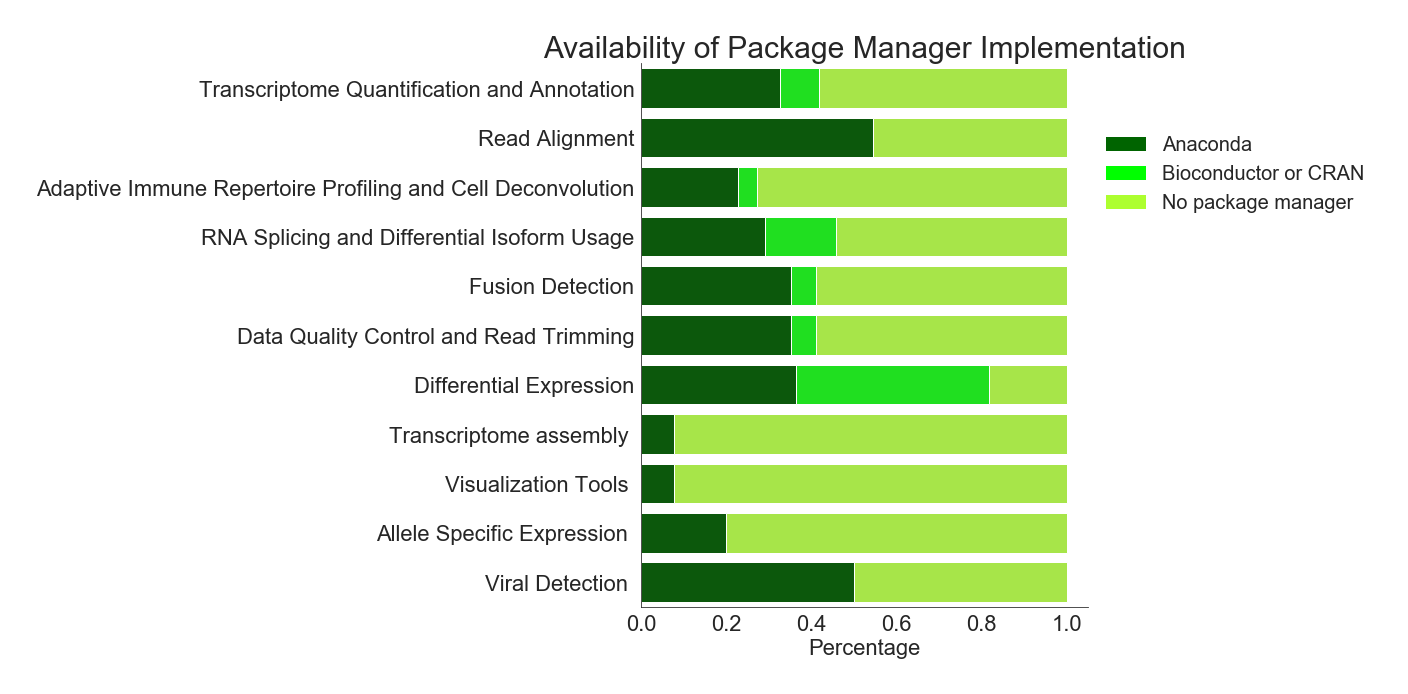 Availability of Package Manager Implementation
Transcriptome Quantification and Annotation
Read Alignment
Adaptive Immune Repertoire Profiling and Cell Deconvolution
RNA Splicing and Differential Isoform Usage
Fusion Detection
Data Quality Control and Read Trimming
Differential Expression
Transcriptome assembly
Visualization Tools
Allele Specific Expression
Viral Detection
0.0 0.2 0.4 0.6 0.8 1.0
Percentage
Anaconda
Bioconductor or CRAN
No package manager